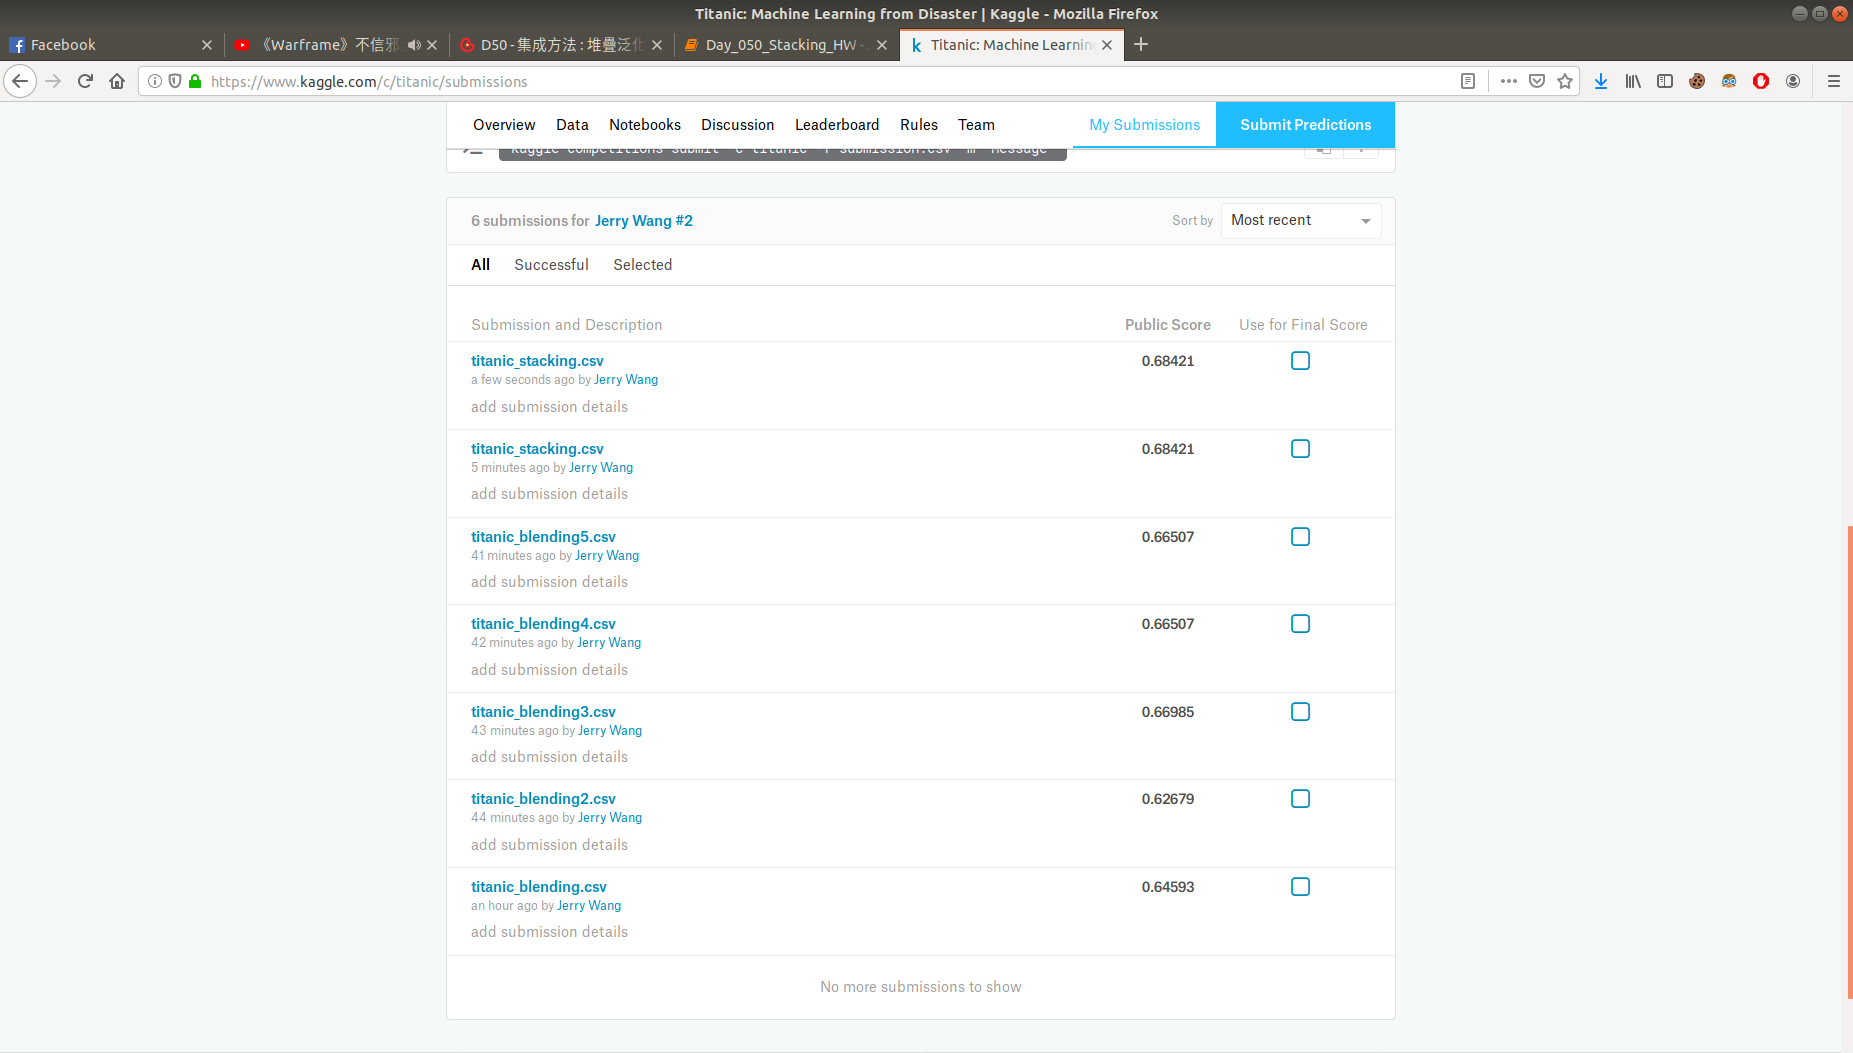 Titanic: Machine Learning from Disaster | Kaggle - Mozilla Firefox
Facebook
《Warframe》不信邪
D50 - 集成方法 : 堆疊泛化
Day_050_Stacking_HW -
Titanic: Machine Learning
https://www.kaggle.com/c/titanic/submissions
Overview Data Notebooks Discussion Leaderboard Rules Team My Submissions Submit Predictions
kaggle competitions submit -c titanic -f submission.csv -m "Message"
6 submissions for Jerry Wang #2
Sort by Most recent
All Successful Selected
Submission and Description Public Score Use for Final Score
titanic_stacking.csv 0.68421
a few seconds ago by Jerry Wang
add submission details
titanic_stacking.csv 0.68421
5 minutes ago by Jerry Wang
add submission details
titanic_blending5.csv 0.66507
41 minutes ago by Jerry Wang
add submission details
titanic_blending4.csv 0.66507
42 minutes ago by Jerry Wang
add submission details
titanic_blending3.csv 0.66985
43 minutes ago by Jerry Wang
add submission details
titanic_blending2.csv 0.62679
44 minutes ago by Jerry Wang
add submission details
titanic_blending.csv 0.64593
an hour ago by Jerry Wang
add submission details
No more submissions to show